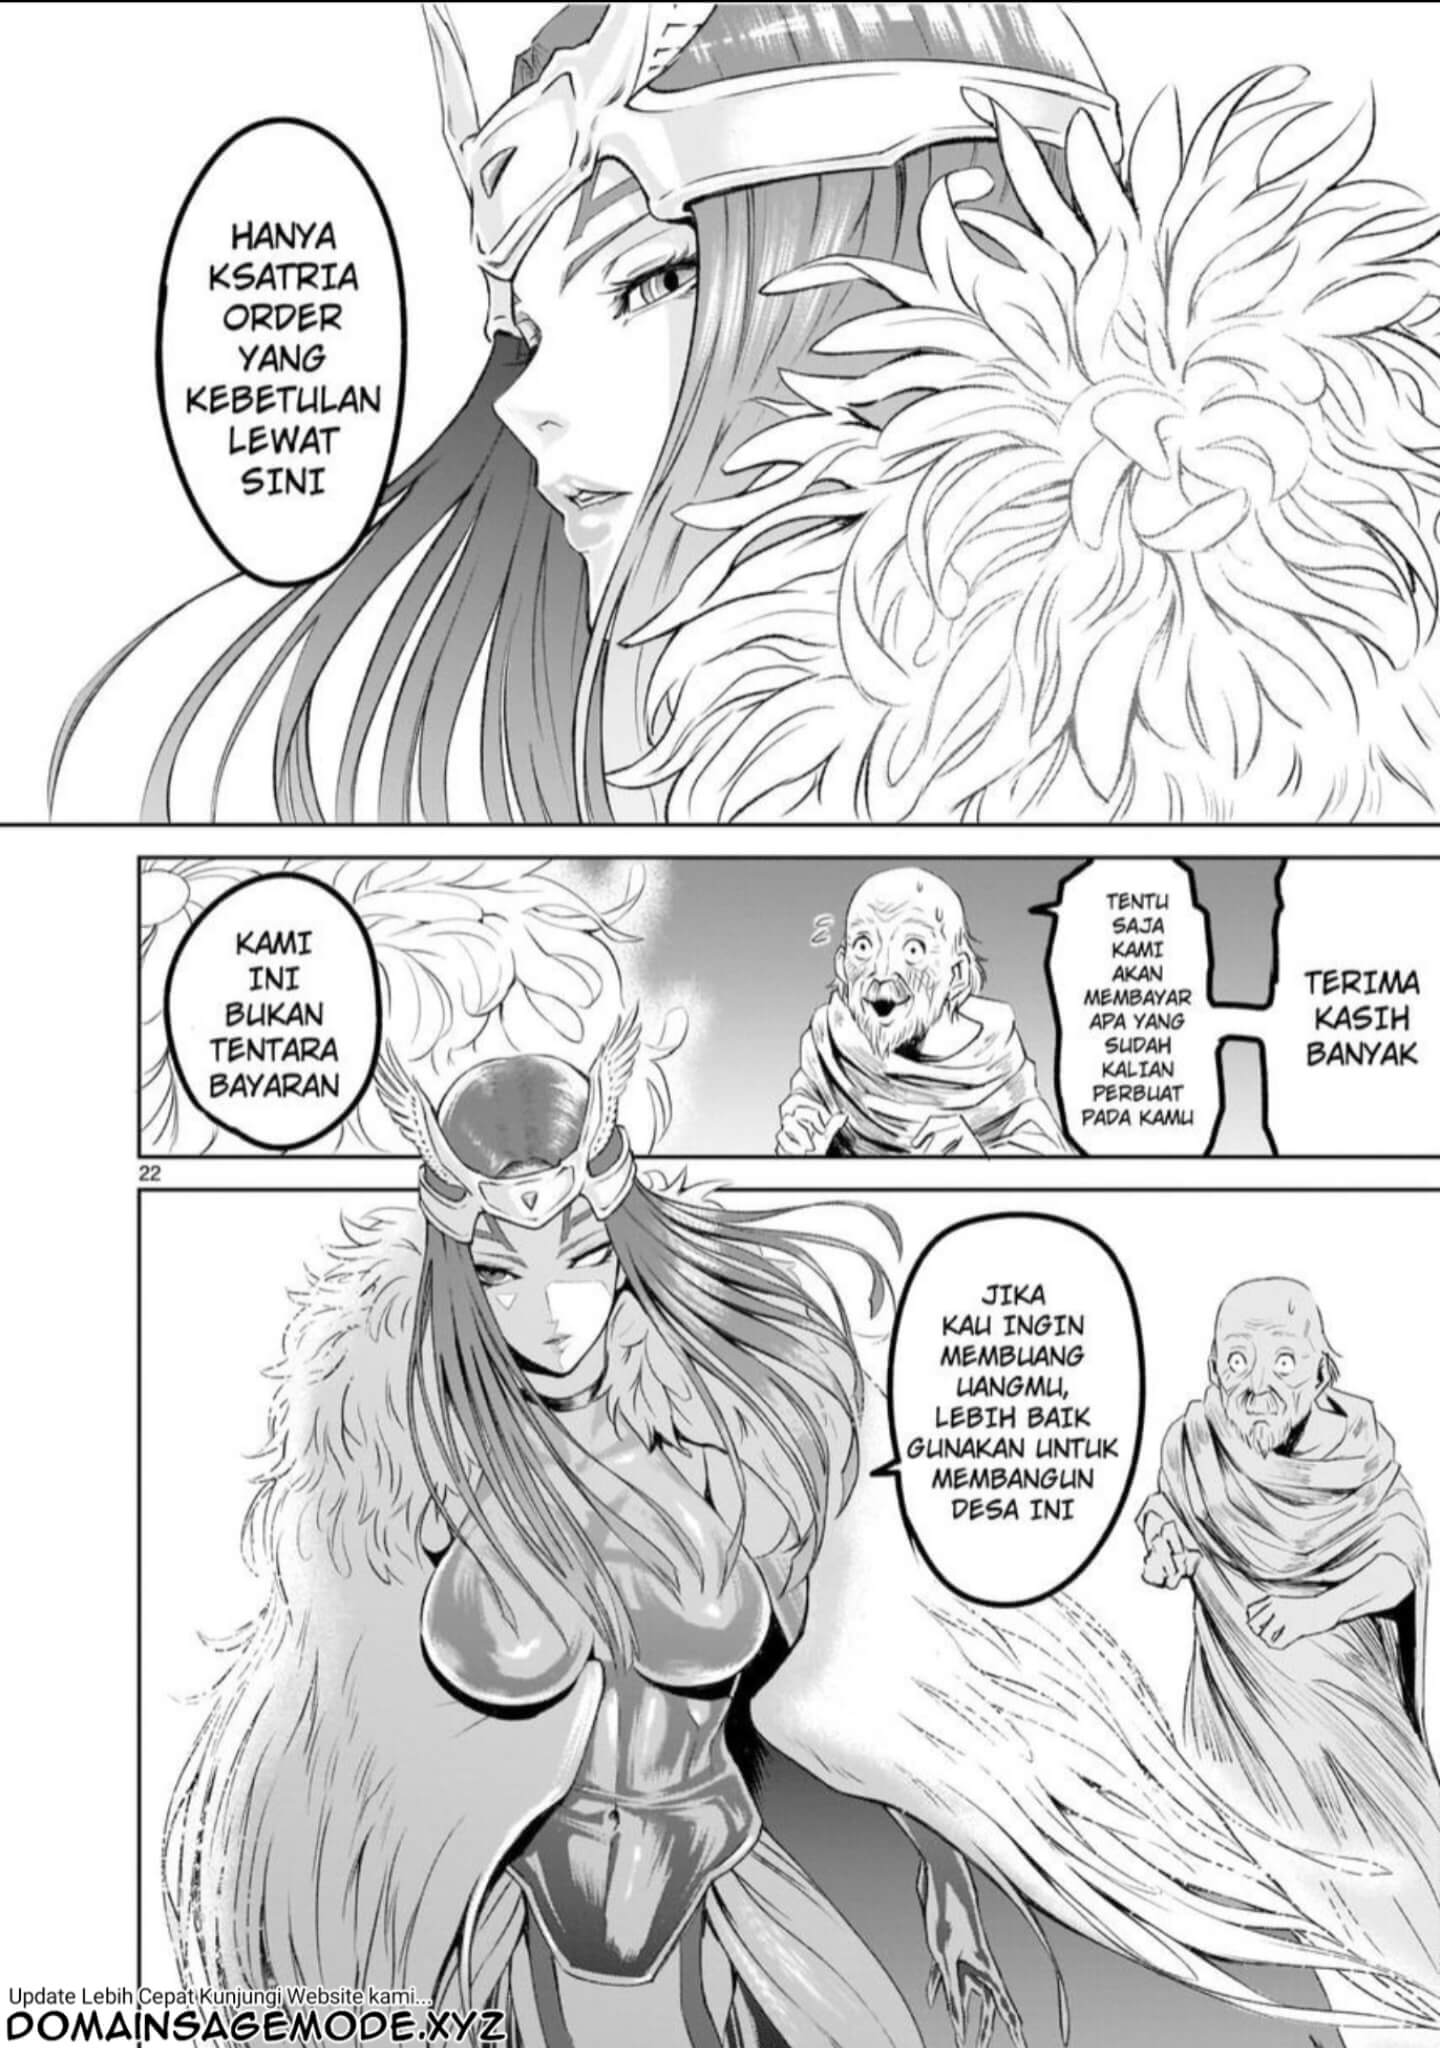 HANYA
KSATRIA
ORDER
YANG
KEBETULAN
LEWAT
SINI
TERIMA
KASIH
BANYAK
TENTU
SAJA
KAMI
AKAN
MEMBAYAR
APA YANG
SUDAH
KALIAN
PERBUAT
PADA KAMU
KAMI
INI
BUKAN
TENTARA
BAYARAN
22
JIKA
KAU INGIN
MEMBUANG
UANGMU,
LEBIH BAIK
GUNAKAN UNTUK
MEMBANGUN
DESA INI
Update Lebih Cepat Kunjungi Website kami...
DOMAINSAGEMODE.XYZ